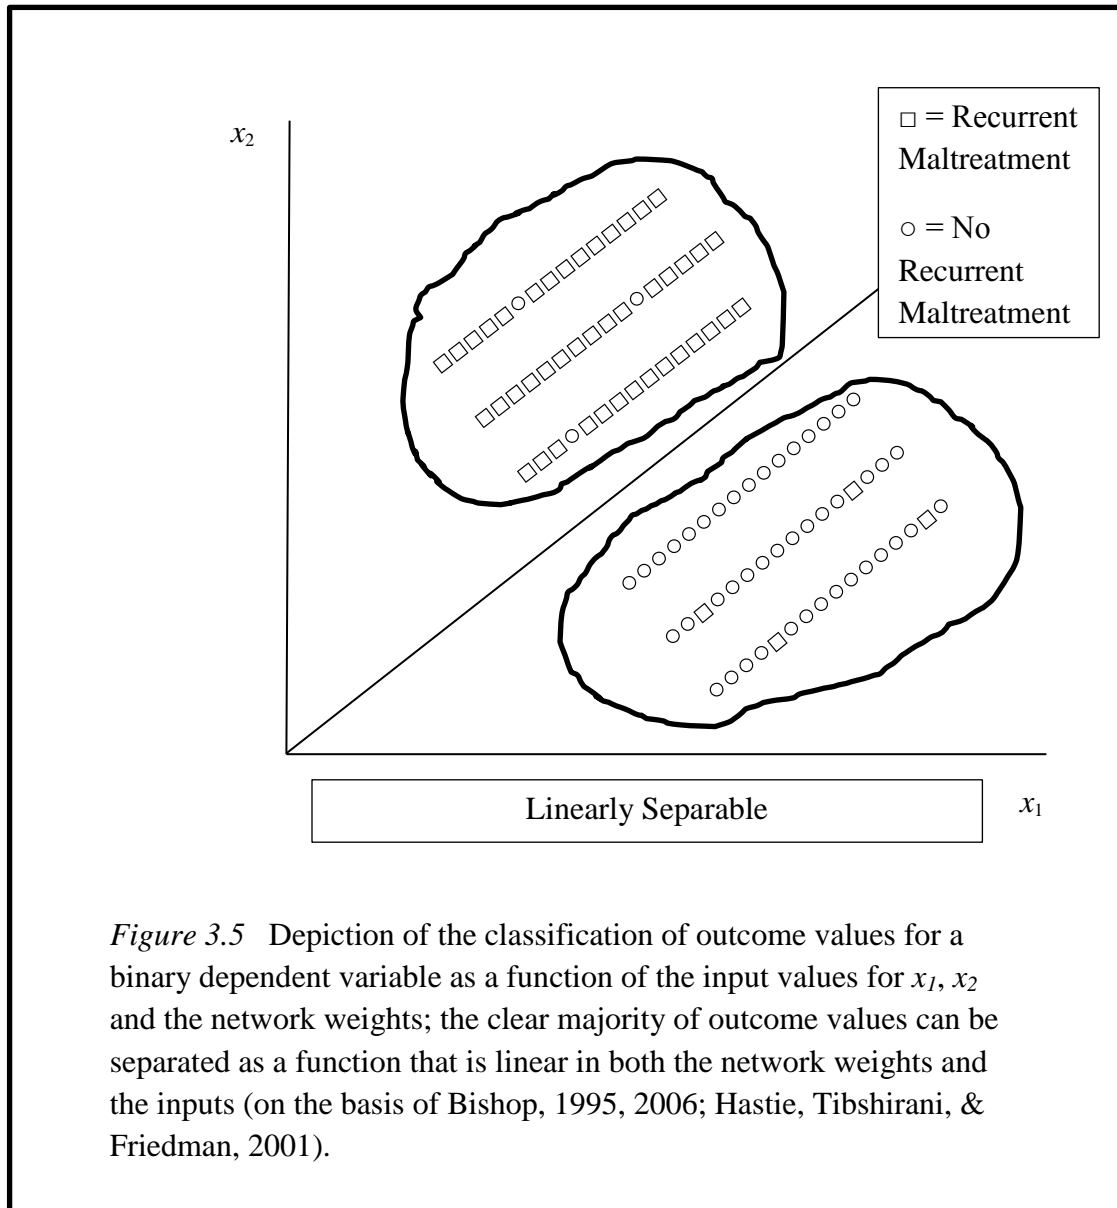 x2
□ = Recurrent
Maltreatment
○ = No
Recurrent
Maltreatment
Linearly Separable
x1
Figure 3.5 Depiction of the classification of outcome values for a
binary dependent variable as a function of the input values for x1, x2
and the network weights; the clear majority of outcome values can be
separated as a function that is linear in both the network weights and
the inputs (on the basis of Bishop, 1995, 2006; Hastie, Tibshirani, &
Friedman, 2001).